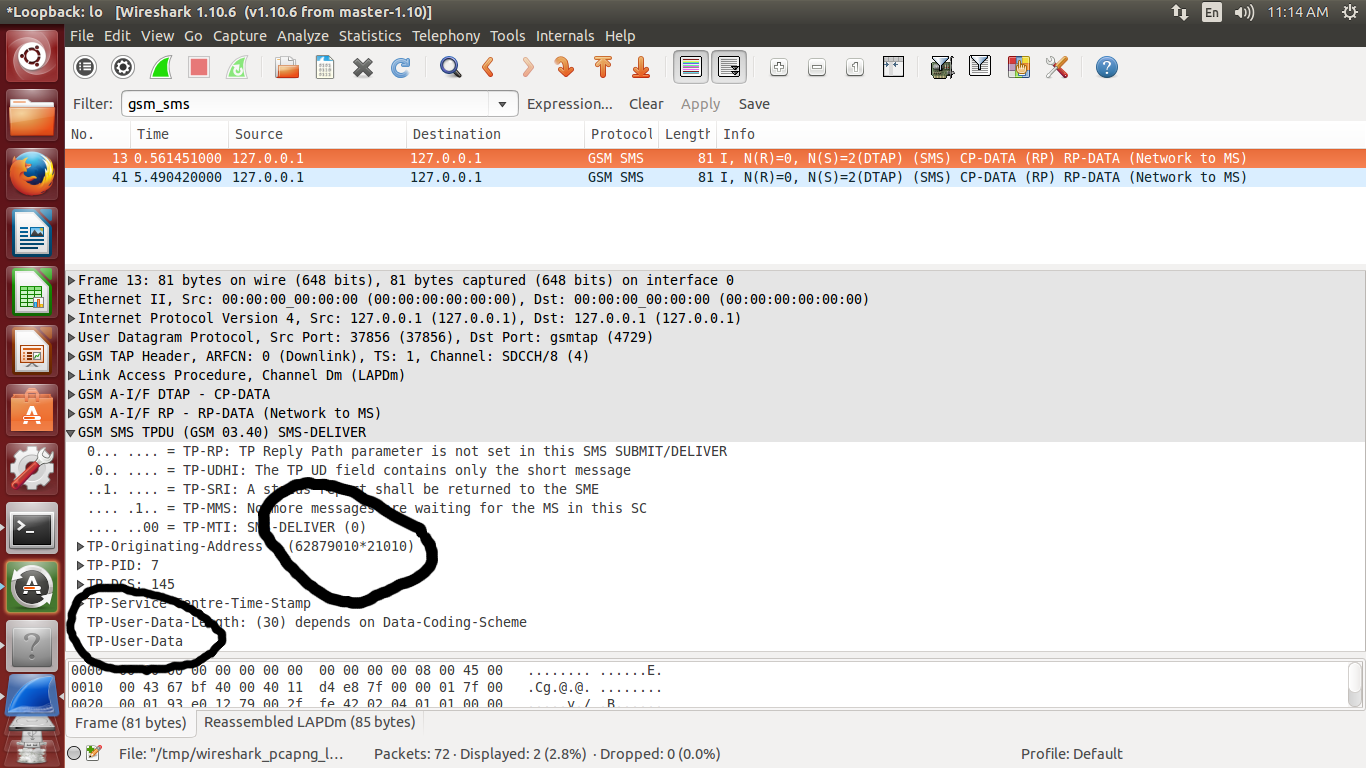 *Loopback: lo [Wireshark 1.10.6 (v1.10.6 from master-1.10)]
En 11:14 AM
File Edit View Go Capture Analyze Statistics Telephony Tools Internals Help
Filter: gsm_sms Expression... Clear Apply Save
No. Time Source Destination Protocol Length Info
13 0.561451000 127.0.0.1 127.0.0.1 GSM SMS 81 I, N(R)=0, N(S)=2(DTAP) (SMS) CP-DATA (RP) RP-DATA (Network to MS)
41 5.490420000 127.0.0.1 127.0.0.1 GSM SMS 81 I, N(R)=0, N(S)=2(DTAP) (SMS) CP-DATA (RP) RP-DATA (Network to MS)
Frame 13: 81 bytes on wire (648 bits), 81 bytes captured (648 bits) on interface 0
Ethernet II, Src: 00:00:00_00:00:00 (00:00:00:00:00:00), Dst: 00:00:00_00:00:00 (00:00:00:00:00:00)
Internet Protocol Version 4, Src: 127.0.0.1 (127.0.0.1), Dst: 127.0.0.1 (127.0.0.1)
User Datagram Protocol, Src Port: 37856 (37856), Dst Port: gsmtap (4729)
GSM TAP Header, ARFCN: 0 (Downlink), TS: 1, Channel: SDCCH/8 (4)
Link Access Procedure, Channel Dm (LAPDm)
GSM A-I/F DTAP - CP-DATA
GSM A-I/F RP - RP-DATA (Network to MS)
GSM SMS TPDU (GSM 03.40) SMS-DELIVER
0... .... = TP-RP: TP Reply Path parameter is not set in this SMS SUBMIT/DELIVER
.0.. .... = TP-UDHI: The TP UD field contains only the short message
..1. .... = TP-SRI: A status report shall be returned to the SME
.... .1.. = TP-MMS: No more messages are waiting for the MS in this SC
.... ..00 = TP-MTI: SMS-DELIVER (0)
TP-Originating-Address (62879010*21010)
TP-PID: 7
TP-DCS: 145
TP-Service-Centre-Time-Stamp
TP-User-Data-Length: (30) depends on Data-Coding-Scheme
TP-User-Data
0000 00 00 00 00 00 00 00 00 00 00 08 00 45 00 ........ ......E.
0010 00 43 67 bf 40 00 40 11 d4 e8 7f 00 00 01 7f 00 .Cg.@.@. ........
0020 00 01 93 e0 12 79 00 2f fe 42 02 04 01 01 00 00 .....y./ .B......
Frame (81 bytes) Reassembled LAPDm (85 bytes)
File: "/tmp/wireshark_pcapng_l... Packets: 72 · Displayed: 2 (2.8%) · Dropped: 0 (0.0%) Profile: Default